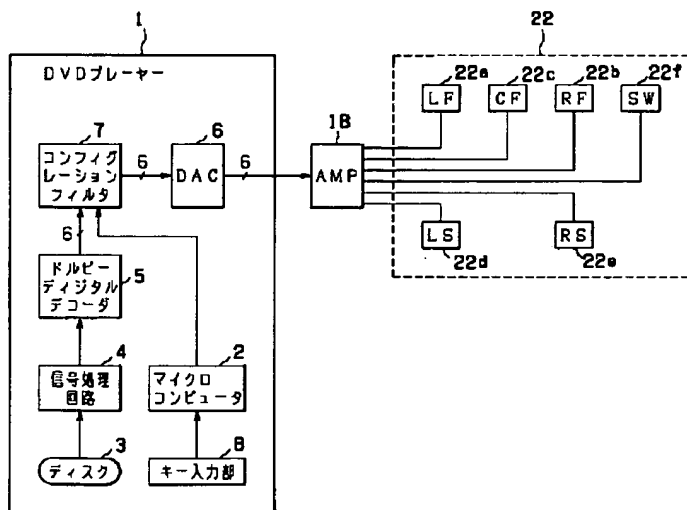 1
22
DVDプレーヤー
22a
22c
22b
22f
LF
CF
RF
SW
7
6
18
コンフィグ
レーション
フィルタ
6
DAC
6
AMP
6
LS
RS
22d
22e
ドルビー
ディジタル
デコーダ
5
4
2
信号処理
回路
マイクロ
コンピュータ
3
8
ディスク
キー入力部